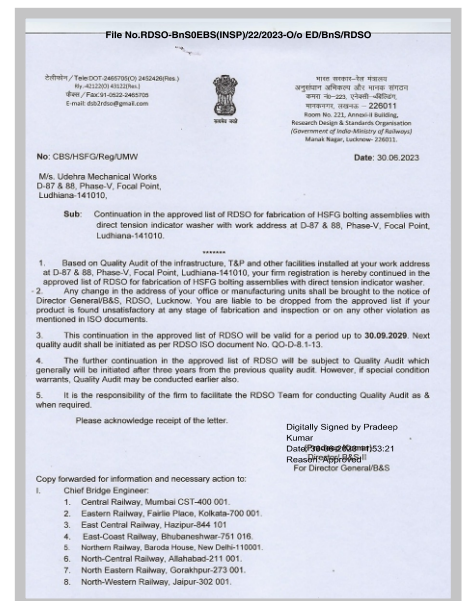 File No.RDSO-BnS0EBS(INSP)/22/2023-O/o ED/BnS/RDSO
टेलीफोन / Tele:DOT-2465705(O) 2452426(Res.)
Rly.-42122(O) 43122(Res.)
फैक्स / Fax:91-0522-2465705
E-mail: dsb2rdso@gmail.com
सत्यमेव जयते
भारत सरकार-रेल मंत्रालय
अनुसंधान अभिकल्प और मानक संगठन
कमरा नं0-223, एनेक्सी-
मानकनगर, लखनऊ - 226011
Room No. 221, Annaxi-II Building,
Research Design & Standards Organisation
(Government of India-Ministry of Railways)
Manak Nagar, Lucknow- 226011.
No: CBS/HSFG/Reg/UMW
Date: 30.06.2023
M/s. Udehra Mechanical Works
D-87 & 88, Phase-V, Focal Point,
Ludhiana-141010,
Sub: Continuation in the approved list of RDSO for fabrication of HSFG bolting assemblies with
direct tension indicator washer with work address at D-87 & 88, Phase-V, Focal Point,
Ludhiana-141010.
*******
1. Based on Quality Audit of the infrastructure, T&P and other facilities installed at your work address
at D-87 & 88, Phase-V, Focal Point, Ludhiana-141010, your firm registration is hereby continued in the
approved list of RDSO for fabrication of HSFG bolting assemblies with direct tension indicator washer.
2. Any change in the address of your office or manufacturing units shall be brought to the notice of
Director General/B&S, RDSO, Lucknow. You are liable to be dropped from the approved list if your
product is found unsatisfactory at any stage of fabrication and inspection or on any other violation as
mentioned in ISO documents.
3. This continuation in the approved list of RDSO will be valid for a period up to 30.09.2029. Next
quality audit shall be initiated as per RDSO ISO document No. QO-D-8.1-13.
4. The further continuation in the approved list of RDSO will be subject to Quality Audit which
generally will be initiated after three years from the previous quality audit. However, if special condition
warrants, Quality Audit may be conducted earlier also.
5. It is the responsibility of the firm to facilitate the RDSO Team for conducting Quality Audit as &
when required.
Please acknowledge receipt of the letter.
Digitally Signed by Pradeep
Kumar
(Pradeep Kumar)
Director/ B&S-II
Reason: Approved
For Director General/B&S
Copy forwarded for information and necessary action to:
I. Chief Bridge Engineer:
1. Central Railway, Mumbai CST-400 001.
2. Eastern Railway, Fairlie Place, Kolkata-700 001.
3. East Central Railway, Hazipur-844 101
4. East-Coast Railway, Bhubaneshwar-751 016.
5. Northern Railway, Baroda House, New Delhi-110001.
6. North-Central Railway, Allahabad-211 001.
7. North Eastern Railway, Gorakhpur-273 001.
8. North-Western Railway, Jaipur-302 001.